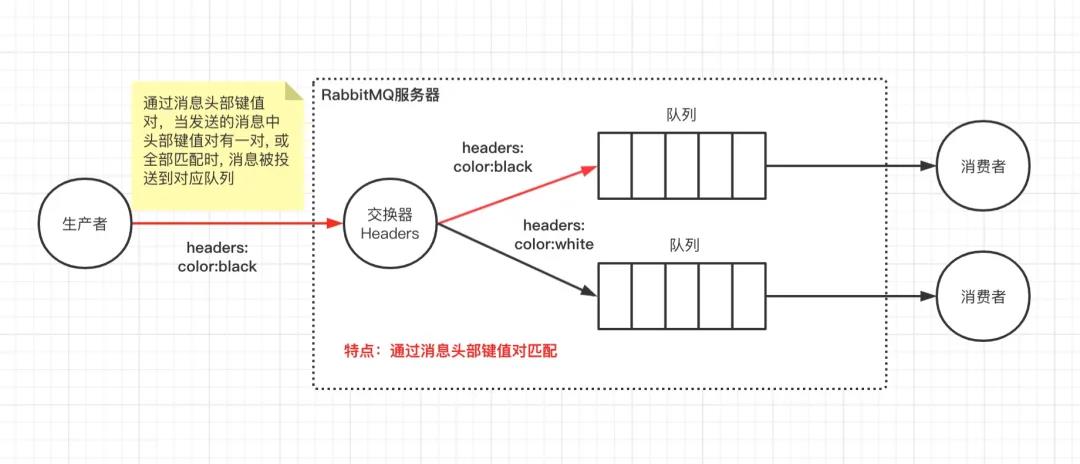 通过消息头部键值
对，当发送的消息中
头部键值对有一对, 或
全部匹配时, 消息被投
送到对应队列
RabbitMQ服务器
生产者
headers:
color:black
交换器
Headers
headers:
color:black
队列
消费者
headers:
color:white
队列
消费者
特点：通过消息头部键值对匹配